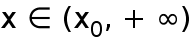 x ∈ (x₀, + ∞)